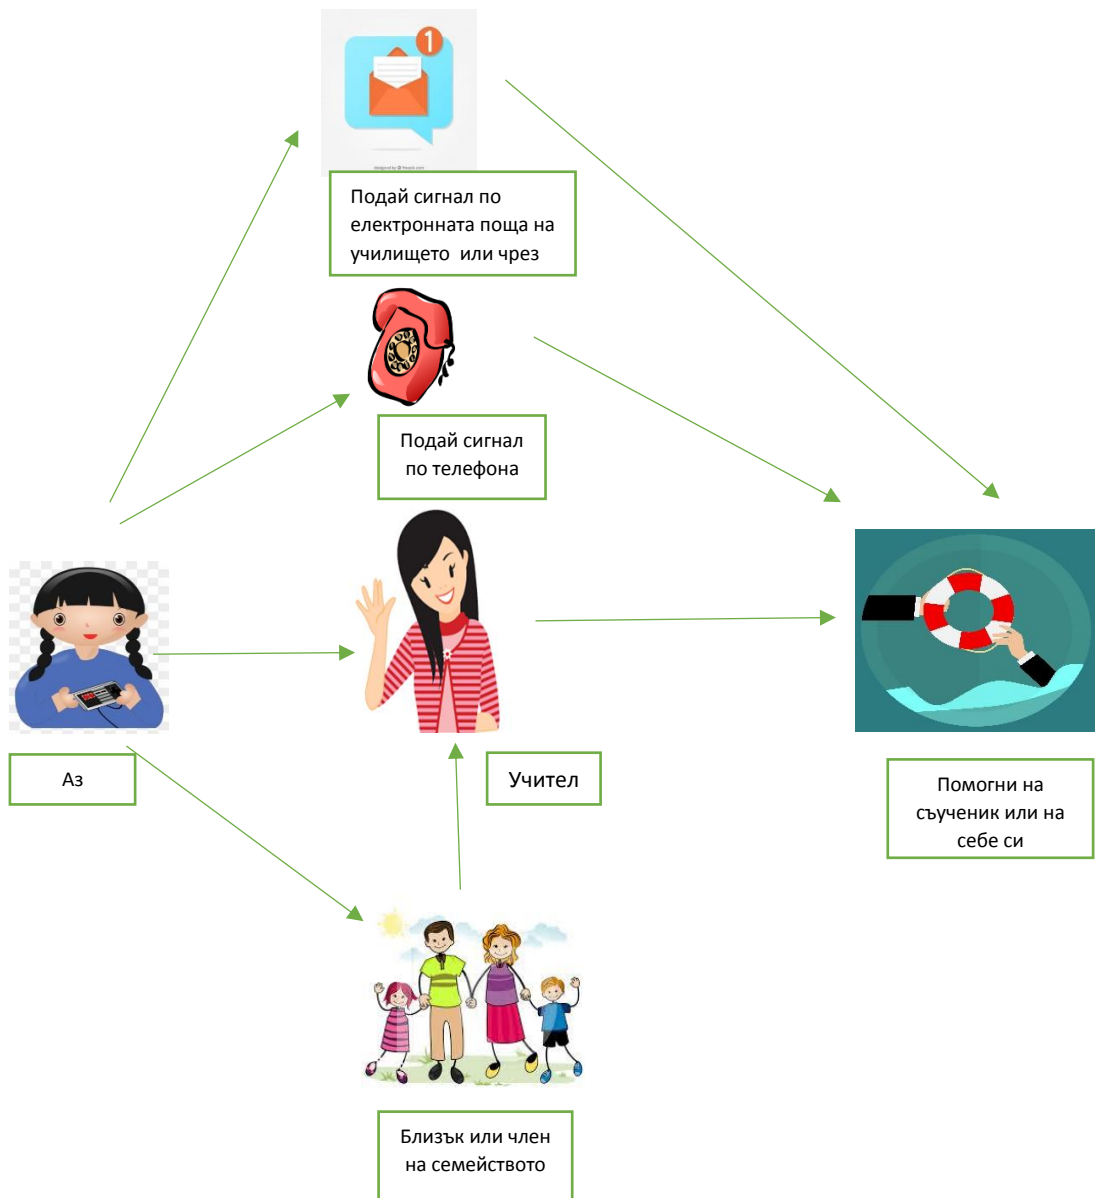 1
Подай сигнал по
електронната поща на
училището или чрез
Подай сигнал
по телефона
Аз
Учител
Помогни на
съученик или на
себе си
Близък или член
на семейството